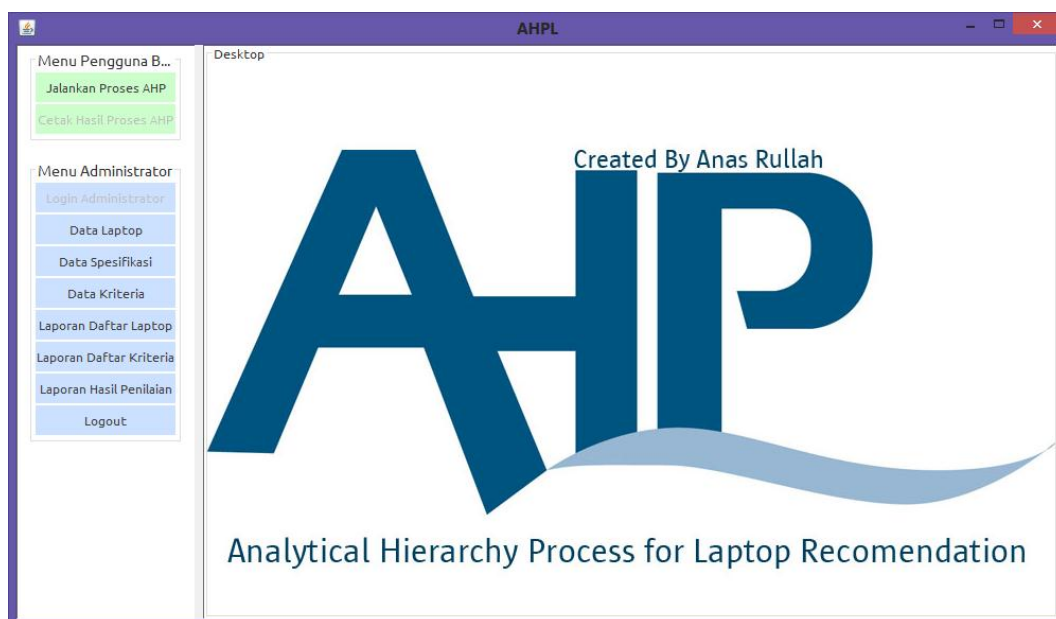 AHPL
Menu Pengguna B...
Jalankan Proses AHP
Cetak Hasil Proses AHP
Menu Administrator
Login Administrator
Data Laptop
Data Spesifikasi
Data Kriteria
Laporan Daftar Laptop
Laporan Daftar Kriteria
Laporan Hasil Penilaian
Logout
Desktop
Created By Anas Rullah
AHP
Analytical Hierarchy Process for Laptop Recomendation